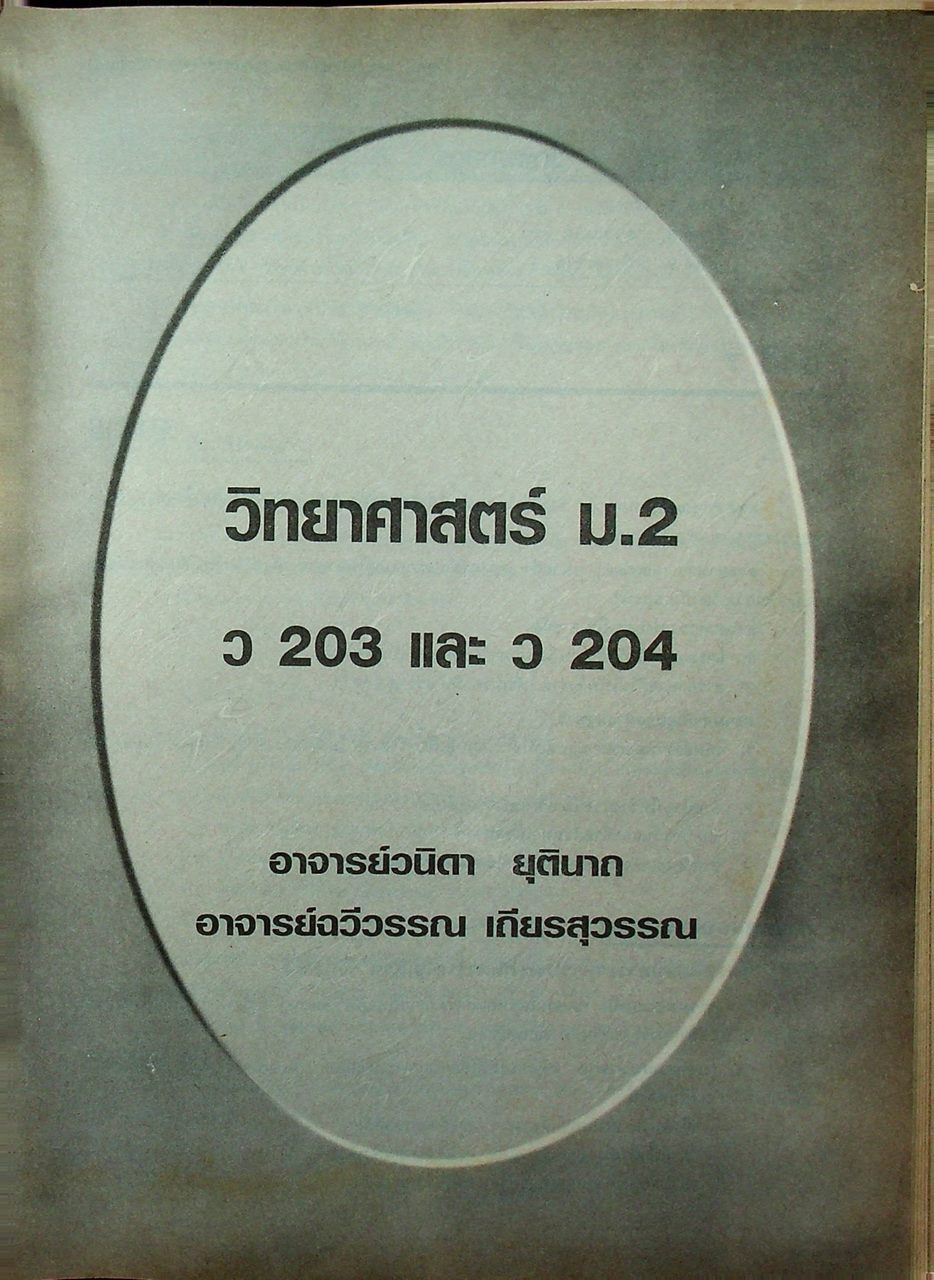 วิทยาศาสตร์ ม.2
ว 203 และ ว 204
อาจารย์วนิดา ยุตินาถ
อาจารย์ฉวีวรรณ เถียรสุวรรณ